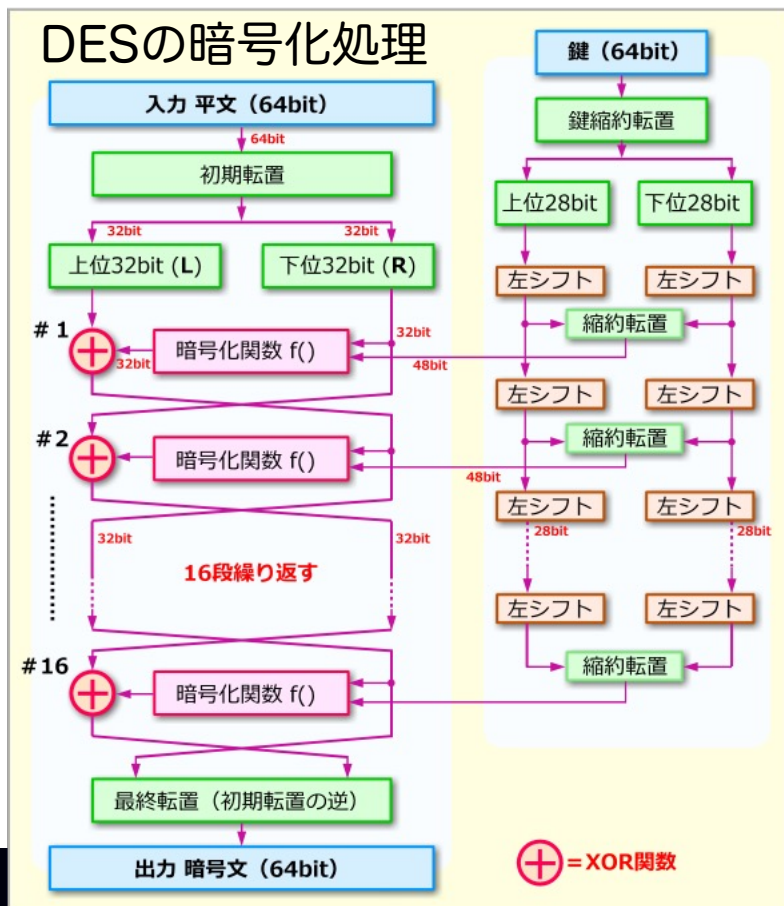 DESの暗号化処理
入力 平文（64bit）
64bit
初期転置
32bit
32bit
上位32bit (L)
下位32bit (R)
#1
32bit
暗号化関数 f()
32bit
48bit
#2
暗号化関数 f()
48bit
32bit
32bit
16段繰り返す
#16
暗号化関数 f()
最終転置（初期転置の逆）
出力 暗号文（64bit）
鍵（64bit）
鍵縮約転置
上位28bit
下位28bit
左シフト
左シフト
縮約転置
左シフト
左シフト
縮約転置
左シフト
左シフト
28bit
28bit
左シフト
左シフト
縮約転置
=XOR関数